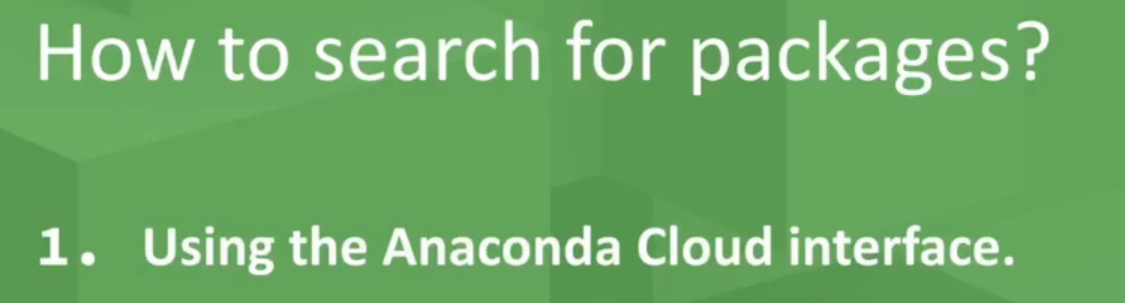 How to search for packages?
1. Using the Anaconda Cloud interface.